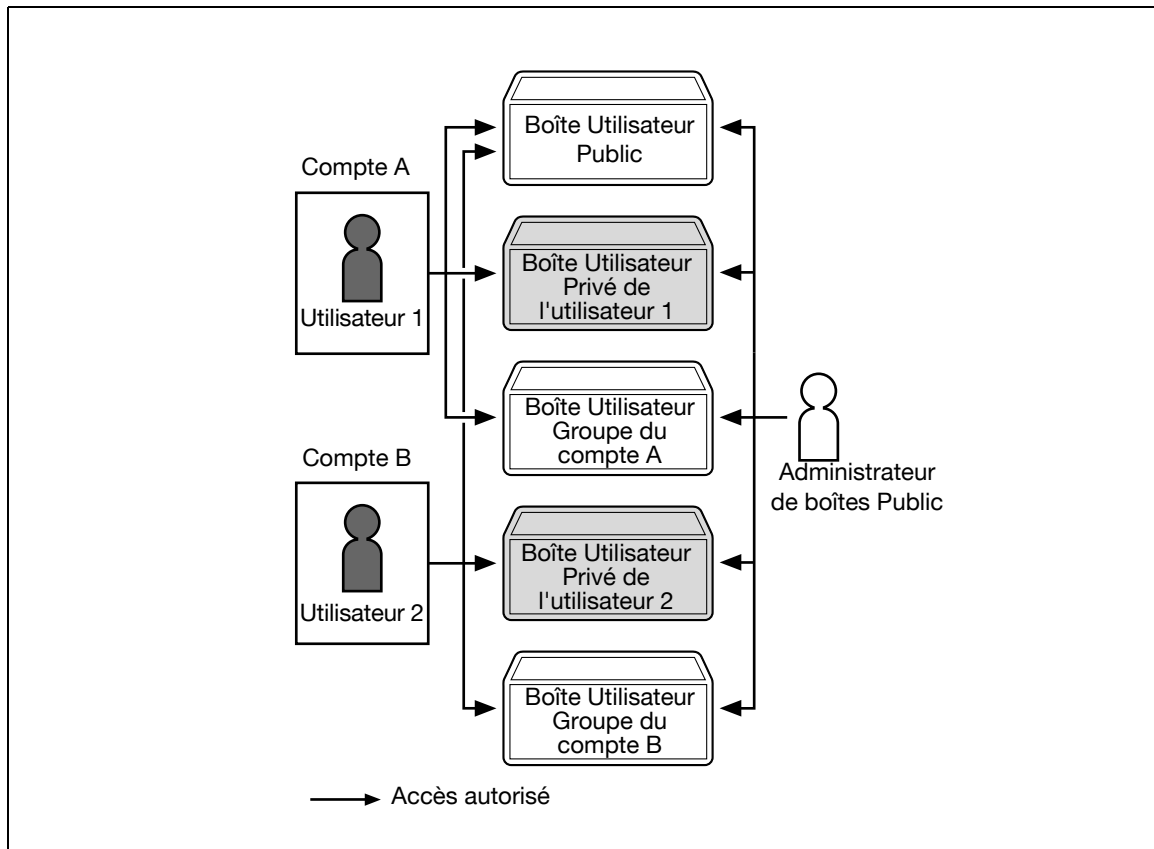 Boîte Utilisateur
Public
Compte A
Utilisateur 1
Boîte Utilisateur
Privé de
l'utilisateur 1
Boîte Utilisateur
Groupe du
compte A
Administrateur
de boîtes Public
Compte B
Utilisateur 2
Boîte Utilisateur
Privé de
l'utilisateur 2
Boîte Utilisateur
Groupe du
compte B
Accès autorisé